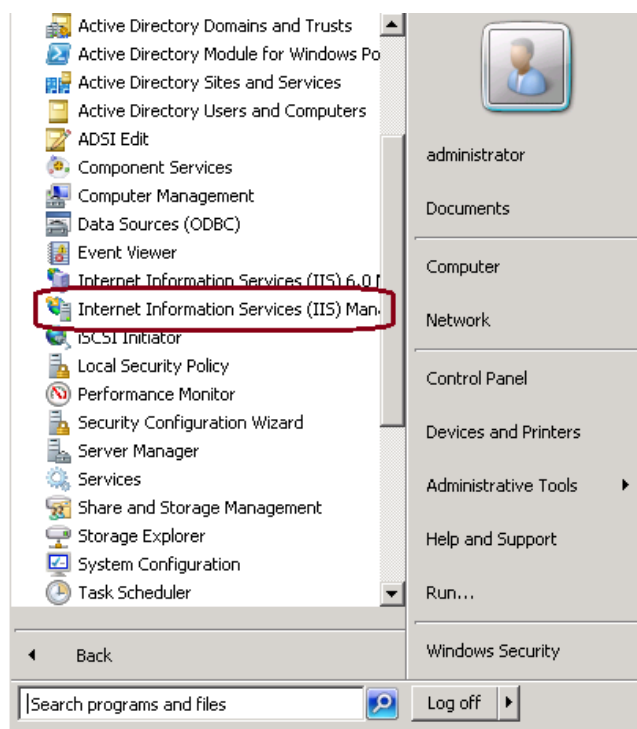 Active Directory Domains and Trusts
Active Directory Module for Windows Po
Active Directory Sites and Services
Active Directory Users and Computers
ADSI Edit
Component Services
Computer Management
Data Sources (ODBC)
Event Viewer
Internet Information Services (IIS) 6.0 M
Internet Information Services (IIS) Man
iSCSI Initiator
Local Security Policy
Performance Monitor
Security Configuration Wizard
Server Manager
Services
Share and Storage Management
Storage Explorer
System Configuration
Task Scheduler
Back
Search programs and files
administrator
Documents
Computer
Network
Control Panel
Devices and Printers
Administrative Tools
Help and Support
Run...
Windows Security
Log off